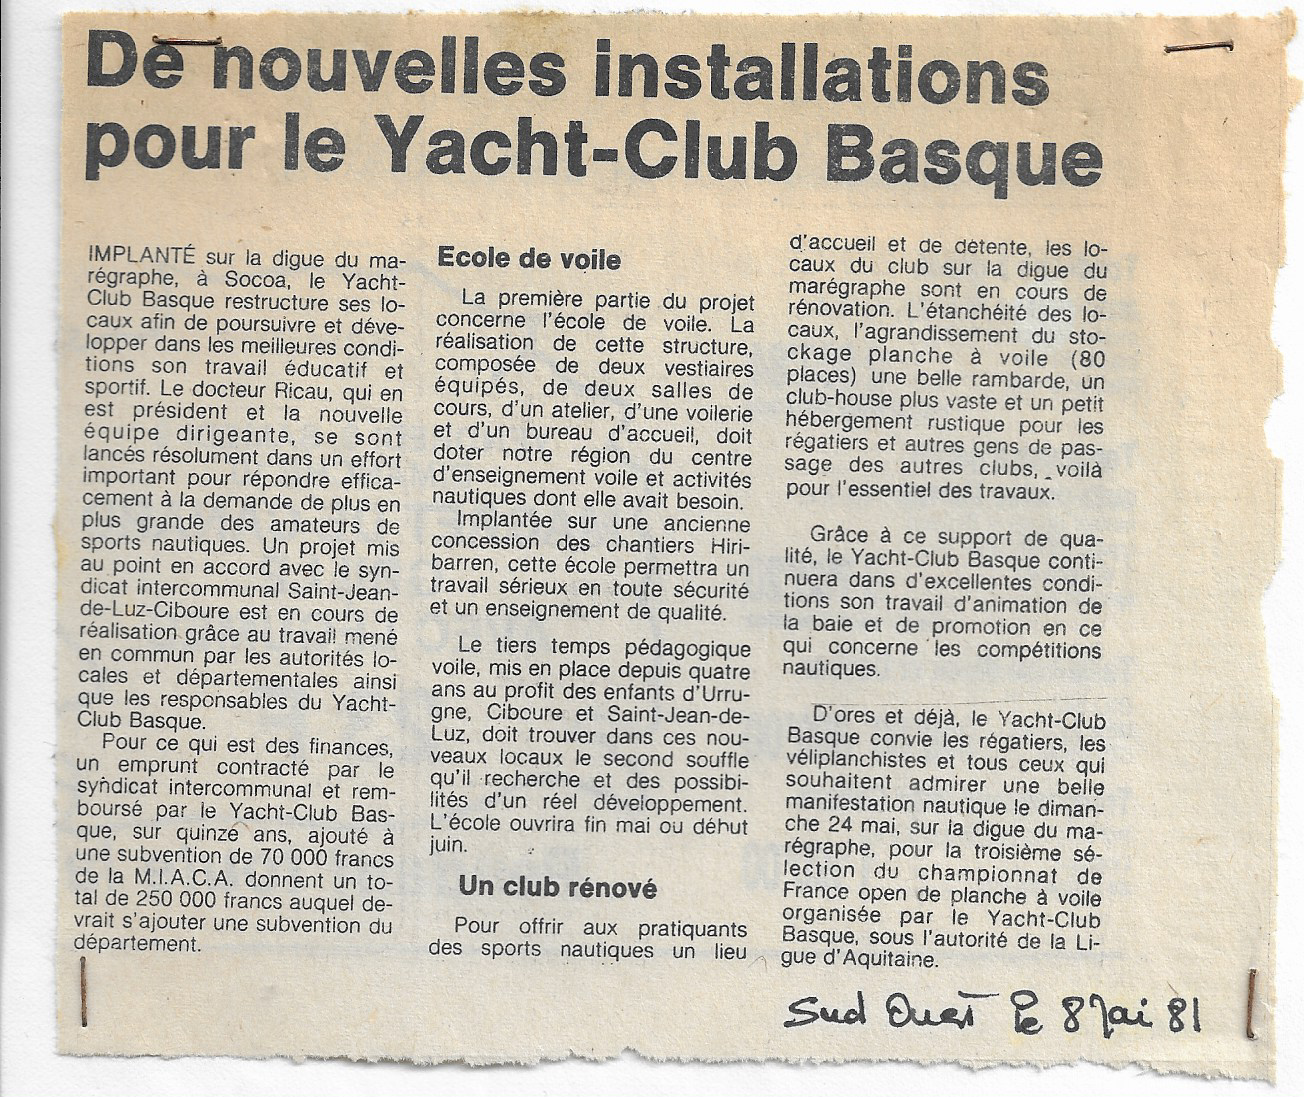 De nouvelles installations
pour le Yacht-Club Basque
IMPLANTÉ sur la digue du ma-
régraphe, à Socoa, le Yacht-
Club Basque restructure ses lo-
caux afin de poursuivre et déve-
lopper dans les meilleures condi-
tions son travail éducatif et
sportif. Le docteur Ricau, qui en
est président et la nouvelle
équipe dirigeante, se sont
lancés résolument dans un effort
important pour répondre effica-
cement à la demande de plus en
plus grande des amateurs de
sports nautiques. Un projet mis
au point en accord avec le syn-
dicat intercommunal Saint-Jean-
de-Luz-Ciboure est en cours de
réalisation grâce au travail mené
en commun par les autorités lo-
cales et départementales ainsi
que les responsables du Yacht-
Club Basque.
Pour ce qui est des finances,
un emprunt contracté par le
syndicat intercommunal et rem-
boursé par le Yacht-Club Bas-
que, sur quinze ans, ajouté à
une subvention de 70 000 francs
de la M.I.A.C.A. donnent un to-
tal de 250 000 francs auquel de-
vrait s'ajouter une subvention du
département.
Ecole de voile
La première partie du projet
concerne l'école de voile. La
réalisation de cette structure,
composée de deux vestiaires
équipés, de deux salles de
cours, d'un atelier, d'une voilerie
et d'un bureau d'accueil, doit
doter notre région du centre
d'enseignement voile et activités
nautiques dont elle avait besoin.
Implantée sur une ancienne
concession des chantiers Hiri-
barren, cette école permettra un
travail sérieux en toute sécurité
et un enseignement de qualité.
Le tiers temps pédagogique
voile, mis en place depuis quatre
ans au profit des enfants d'Urru-
gne, Ciboure et Saint-Jean-de-
Luz, doit trouver dans ces nou-
veaux locaux le second souffle
qu'il recherche et des possibi-
lités d'un réel développement.
L'école ouvrira fin mai ou début
juin.
Un club rénové
Pour offrir aux pratiquants
des sports nautiques un lieu
d'accueil et de détente, les lo-
caux du club sur la digue du
marégraphe sont en cours de
rénovation. L'étanchéité des lo-
caux, l'agrandissement du sto-
ckage planche à voile (80
places) une belle rambarde, un
club-house plus vaste et un petit
hébergement rustique pour les
régatiers et autres gens de pas-
sage des autres clubs, voilà
pour l'essentiel des travaux.
Grâce à ce support de qua-
lité, le Yacht-Club Basque conti-
nuera dans d'excellentes condi-
tions son travail d'animation de
la baie et de promotion en ce
qui concerne les compétitions
nautiques.
D'ores et déjà, le Yacht-Club
Basque convie les régatiers, les
véliplanchistes et tous ceux qui
souhaitent admirer une belle
manifestation nautique le diman-
che 24 mai, sur la digue du ma-
régraphe, pour la troisième sé-
lection du championnat de
France open de planche à voile
organisée par le Yacht-Club
Basque, sous l'autorité de la Li-
gue d'Aquitaine.
Sud Ouest le 8 Mai 81